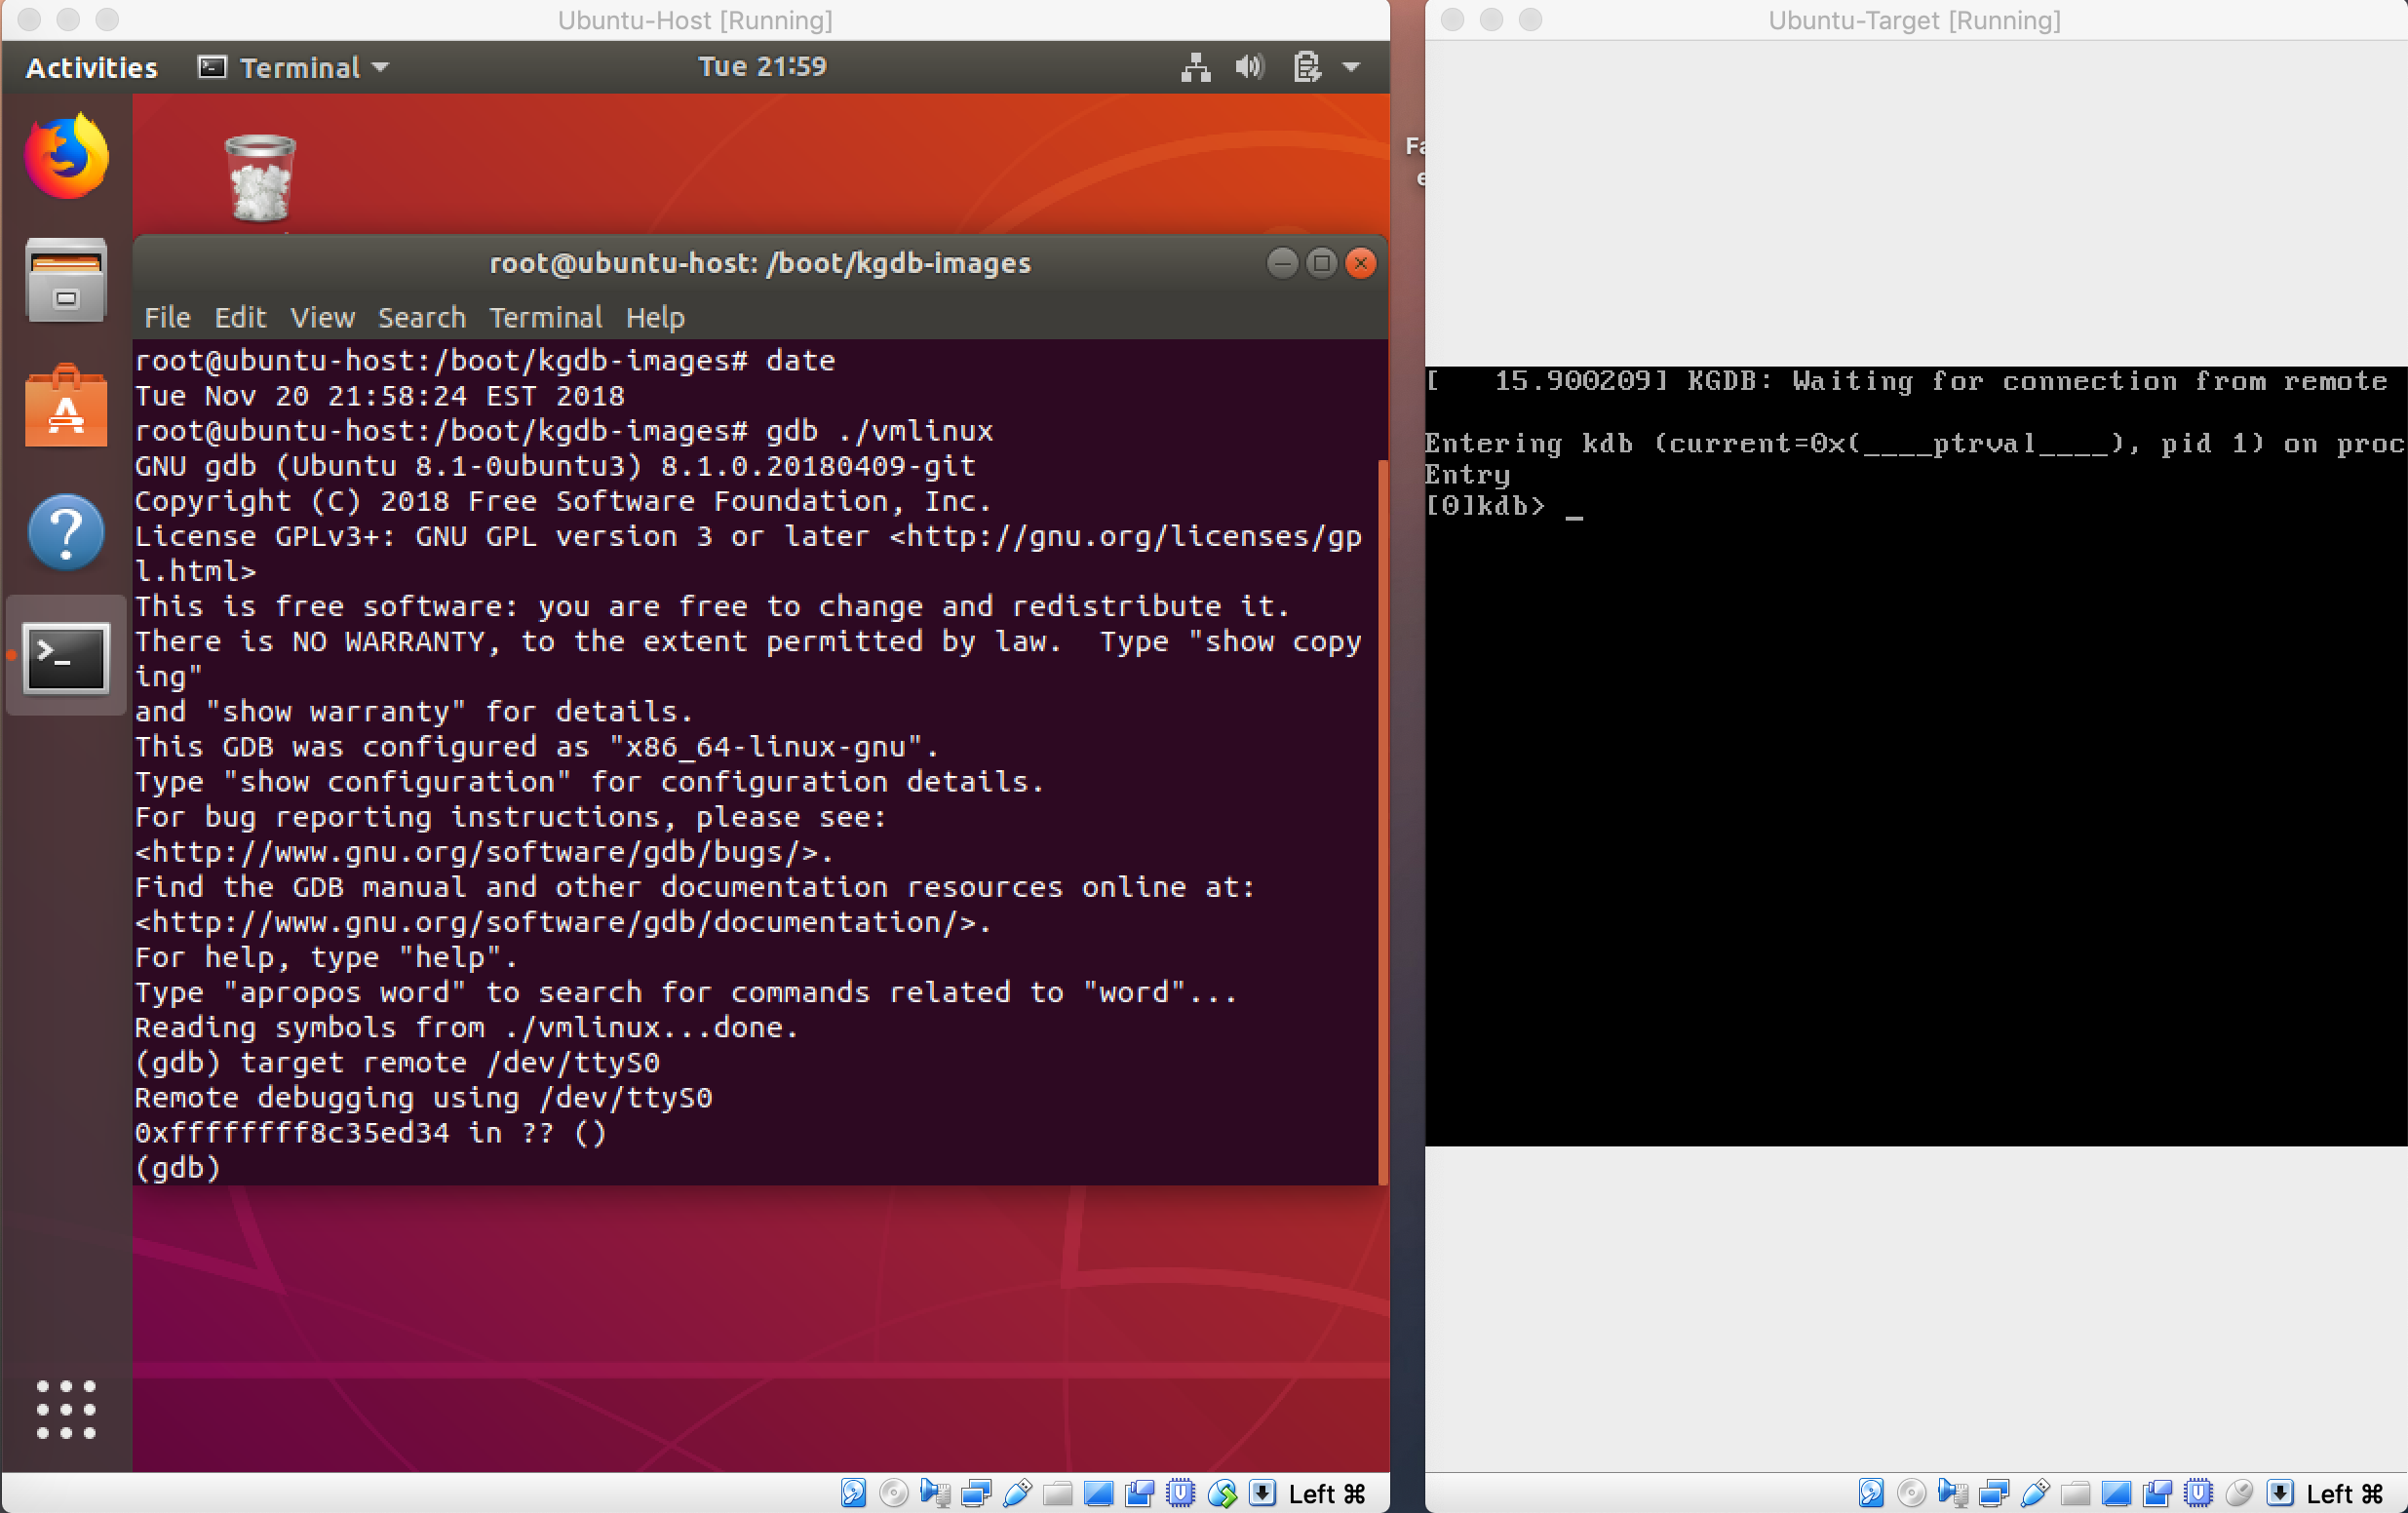 Ubuntu-Host [Running]
Activities Terminal Tue 21:59
root@ubuntu-host: /boot/kgdb-images
File Edit View Search Terminal Help
root@ubuntu-host:/boot/kgdb-images# date
Tue Nov 20 21:58:24 EST 2018
root@ubuntu-host:/boot/kgdb-images# gdb ./vmlinux
GNU gdb (Ubuntu 8.1-0ubuntu3) 8.1.0.20180409-git
Copyright (C) 2018 Free Software Foundation, Inc.
License GPLv3+: GNU GPL version 3 or later <http://gnu.org/licenses/gp
l.html>
This is free software: you are free to change and redistribute it.
There is NO WARRANTY, to the extent permitted by law.  Type "show copy
ing"
and "show warranty" for details.
This GDB was configured as "x86_64-linux-gnu".
Type "show configuration" for configuration details.
For bug reporting instructions, please see:
<http://www.gnu.org/software/gdb/bugs/>.
Find the GDB manual and other documentation resources online at:
<http://www.gnu.org/software/gdb/documentation/>.
For help, type "help".
Type "apropos word" to search for commands related to "word"...
Reading symbols from ./vmlinux...done.
(gdb) target remote /dev/ttyS0
Remote debugging using /dev/ttyS0
0xffffffff8c35ed34 in ?? ()
(gdb)
Left ⌘
Fa
e
Ubuntu-Target [Running]
[   15.900209] KGDB: Waiting for connection from remote
Entering kdb (current=0x(____ptrval____), pid 1) on proc
Entry
[0]kdb> _
Left ⌘